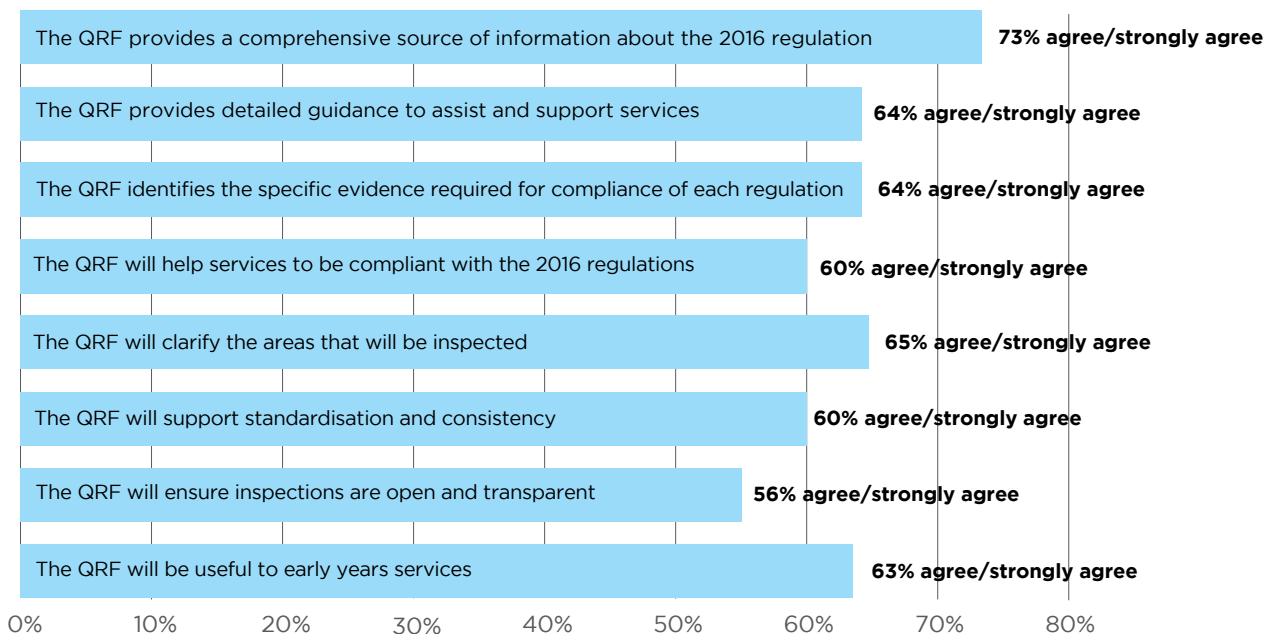 The QRF provides a comprehensive source of information about the 2016 regulation 73% agree/strongly agree
The QRF provides detailed guidance to assist and support services 64% agree/strongly agree
The QRF identifies the specific evidence required for compliance of each regulation 64% agree/strongly agree
The QRF will help services to be compliant with the 2016 regulations 60% agree/strongly agree
The QRF will clarify the areas that will be inspected 65% agree/strongly agree
The QRF will support standardisation and consistency 60% agree/strongly agree
The QRF will ensure inspections are open and transparent 56% agree/strongly agree
The QRF will be useful to early years services 63% agree/strongly agree
0% 10% 20% 30% 40% 50% 60% 70% 80%